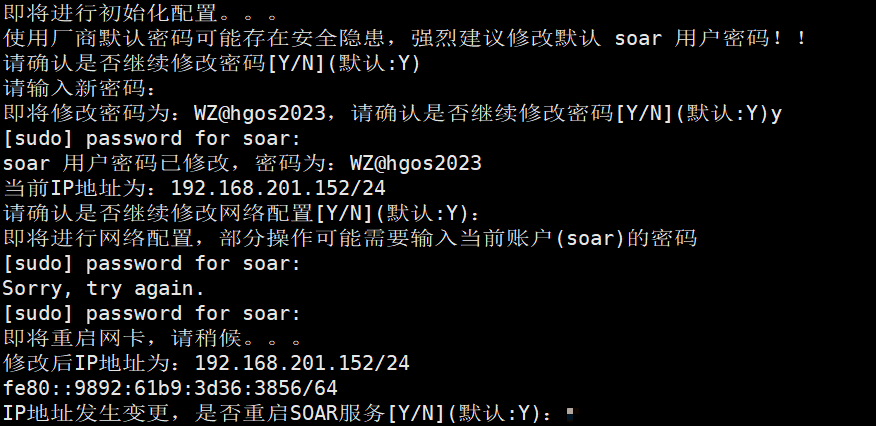 即将进行初始化配置。。。
使用厂商默认密码可能存在安全隐患，强烈建议修改默认 soar 用户密码！！
请确认是否继续修改密码[Y/N](默认:Y)
请输入新密码：
即将修改密码为：WZ@hgos2023，请确认是否继续修改密码[Y/N](默认:Y)y
[sudo] password for soar:
soar 用户密码已修改，密码为：WZ@hgos2023
当前IP地址为：192.168.201.152/24
请确认是否继续修改网络配置[Y/N](默认:Y)：
即将进行网络配置，部分操作可能需要输入当前账户(soar)的密码
[sudo] password for soar:
Sorry, try again.
[sudo] password for soar:
即将重启网卡，请稍候。。。
修改后IP地址为：192.168.201.152/24
fe80::9892:61b9:3d36:3856/64
IP地址发生变更，是否重启SOAR服务[Y/N](默认:Y)：